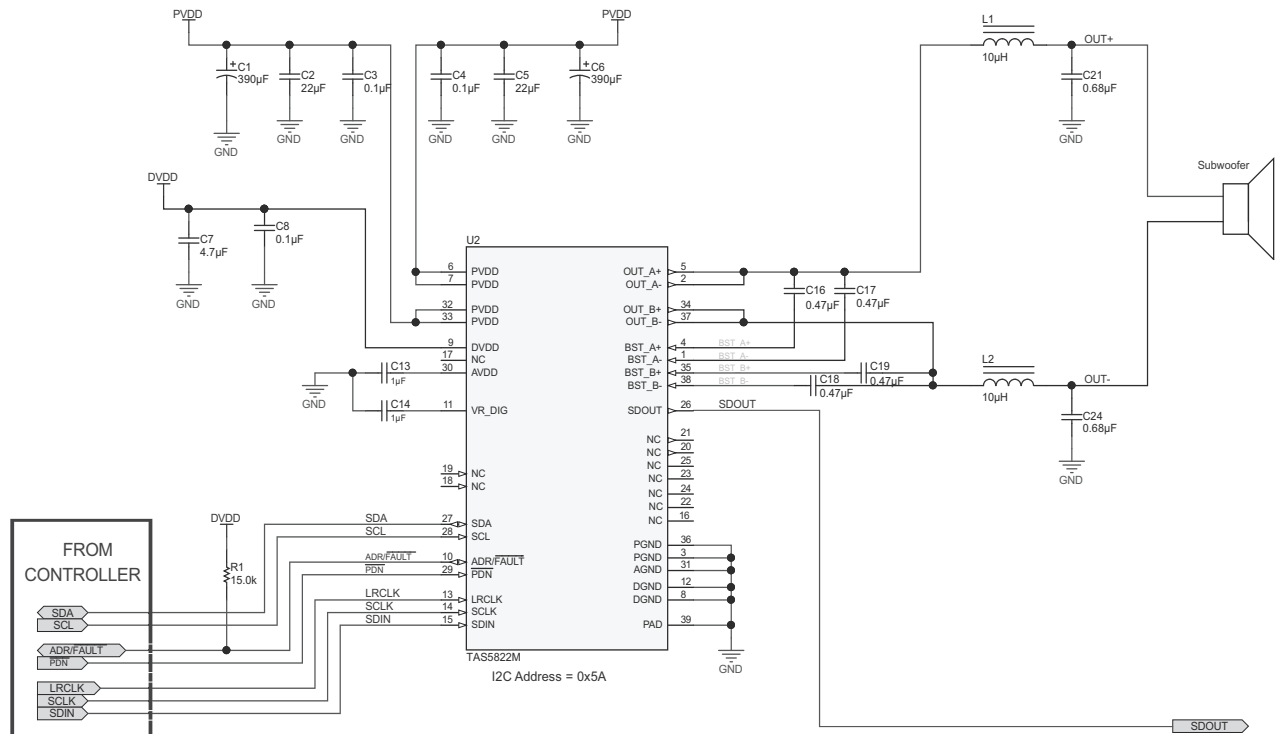 PVDD
PVDD
L1
10µH
OUT+
+
C1
390µF
C2
22µF
C3
0.1µF
C4
0.1µF
C5
22µF
+
C6
390µF
C21
0.68µF
GND
GND
GND
GND
GND
GND
GND
Subwoofer
DVDD
C7
4.7µF
C8
0.1µF
GND
GND
U2
6 PVDD
7 PVDD
32 PVDD
33 PVDD
9 DVDD
17 NC
30 AVDD
11 VR_DIG
19 NC
18 NC
27 SDA
28 SCL
10 ADR/FAULT
29 PDN
13 LRCLK
14 SCLK
15 SDIN
OUT_A+ 5
OUT_A- 2
OUT_B+ 34
OUT_B- 37
BST_A+ 4 BST_A+
BST_A- 1 BST_A-
BST_B+ 35 BST_B+
BST_B- 38 BST_B-
SDOUT 26 SDOUT
NC 21
NC 20
NC 25
NC 23
NC 24
NC 22
NC 16
PGND 36
PGND 3
AGND 31
DGND 12
DGND 8
PAD 39
GND
C16
0.47µF
C17
0.47µF
C19
0.47µF
C18
0.47µF
L2
10µH
OUT-
C24
0.68µF
GND
C13
1µF
C14
1µF
GND
DVDD
R1
15.0k
SDA
SCL
ADR/FAULT
PDN
LRCLK
SCLK
SDIN
FROM
CONTROLLER
SDA
SCL
ADR/FAULT
PDN
LRCLK
SCLK
SDIN
TAS5822M
I2C Address = 0x5A
SDOUT